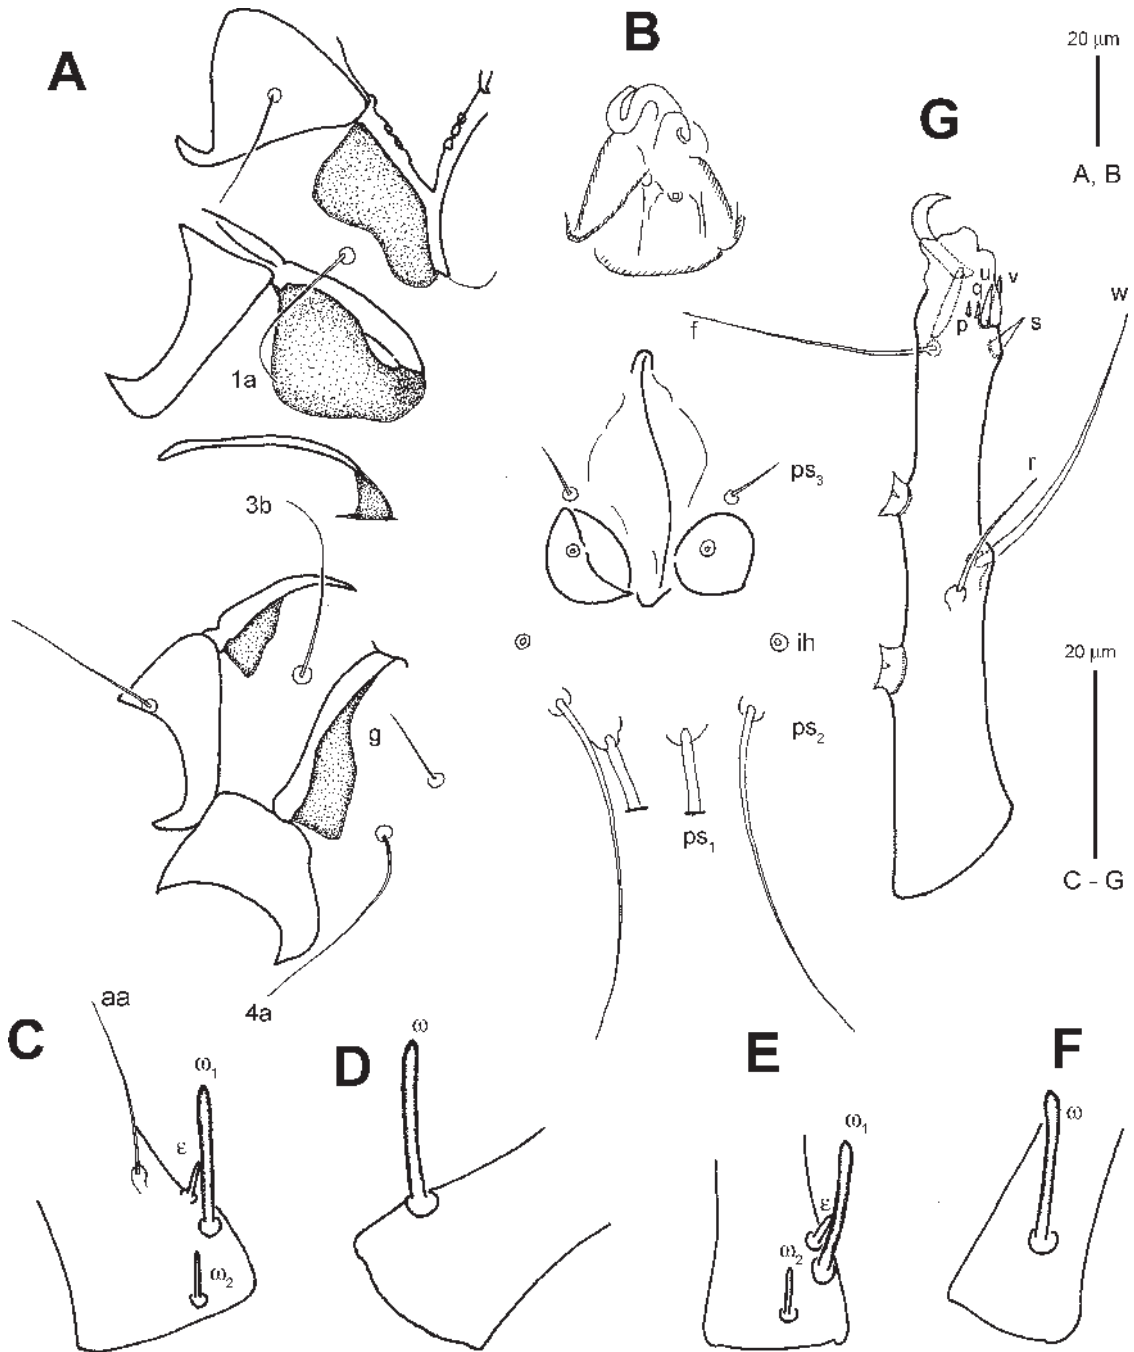 A
B
20 µm
G
A, B
u
v
q
p
w
s
f
1a
r
ps3
3b
ih
g
ps2
20 µm
ps1
C - G
aa
4a
C
ω
D
E
F
ω1
ε
ω1
ω
ε
ω2
ω2